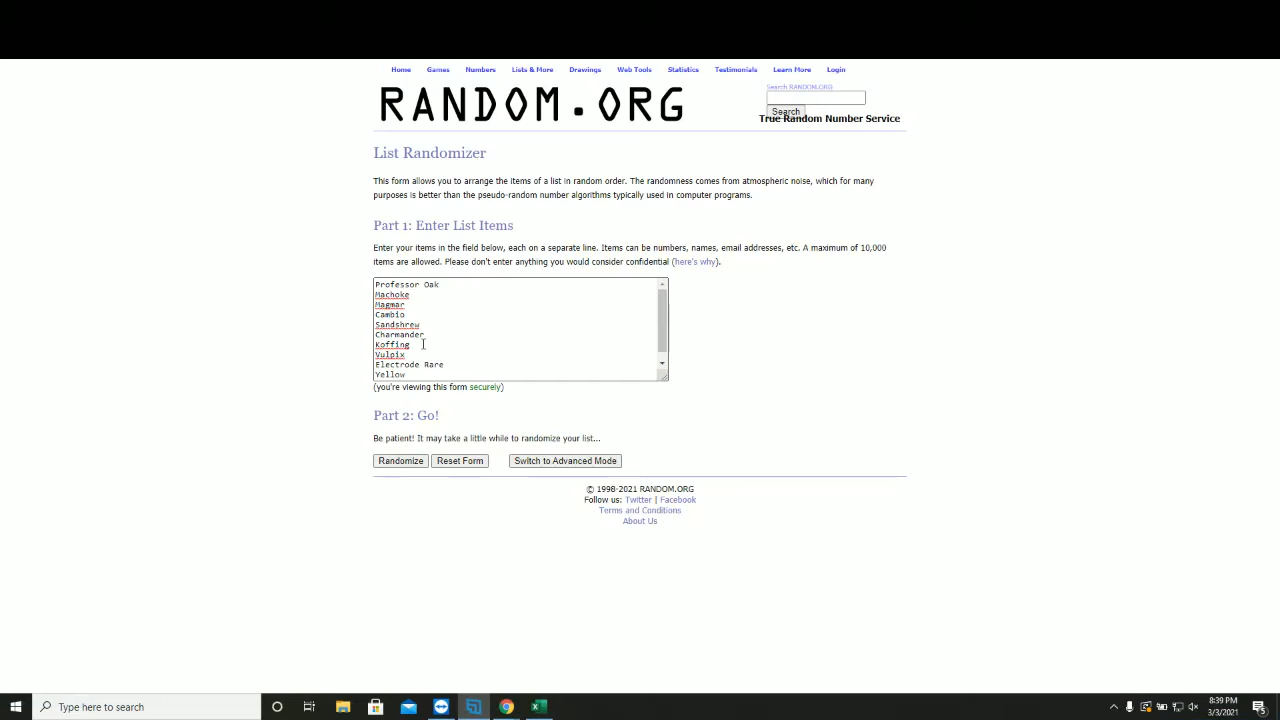 Home Games Numbers Lists & More Drawings Web Tools Statistics Testimonials Learn More Login
RANDOM.ORG
Search RANDOM.ORG
Search
True Random Number Service
List Randomizer
This form allows you to arrange the items of a list in random order. The randomness comes from atmospheric noise, which for many
purposes is better than the pseudo-random number algorithms typically used in computer programs.
Part 1: Enter List Items
Enter your items in the field below, each on a separate line. Items can be numbers, names, email addresses, etc. A maximum of 10,000
items are allowed. Please don't enter anything you would consider confidential (here's why).
Professor Oak
Machoke
Magmar
Cambio
Sandshrew
Charmander
Koffing
Vulpix
Electrode Rare
Yellow
(you're viewing this form securely)
Part 2: Go!
Be patient! It may take a little while to randomize your list...
Randomize Reset Form Switch to Advanced Mode
© 1998-2021 RANDOM.ORG
Follow us: Twitter | Facebook
Terms and Conditions
About Us
Type here to search
8:39 PM
3/3/2021